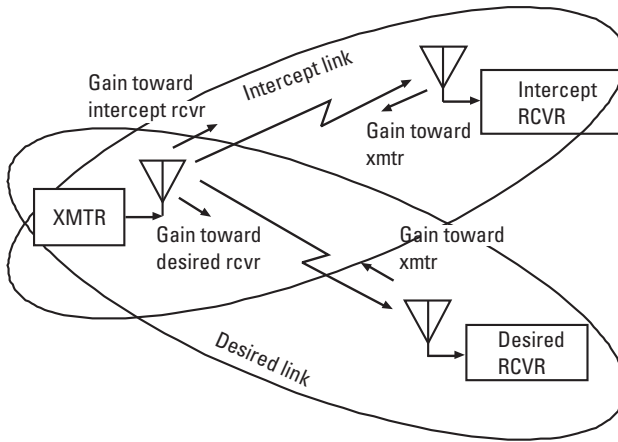 Gain toward
intercept rcvr
Intercept link
Intercept
RCVR
Gain toward
xmtr
XMTR
Gain toward
desired rcvr
Gain toward
xmtr
Desired link
Desired
RCVR